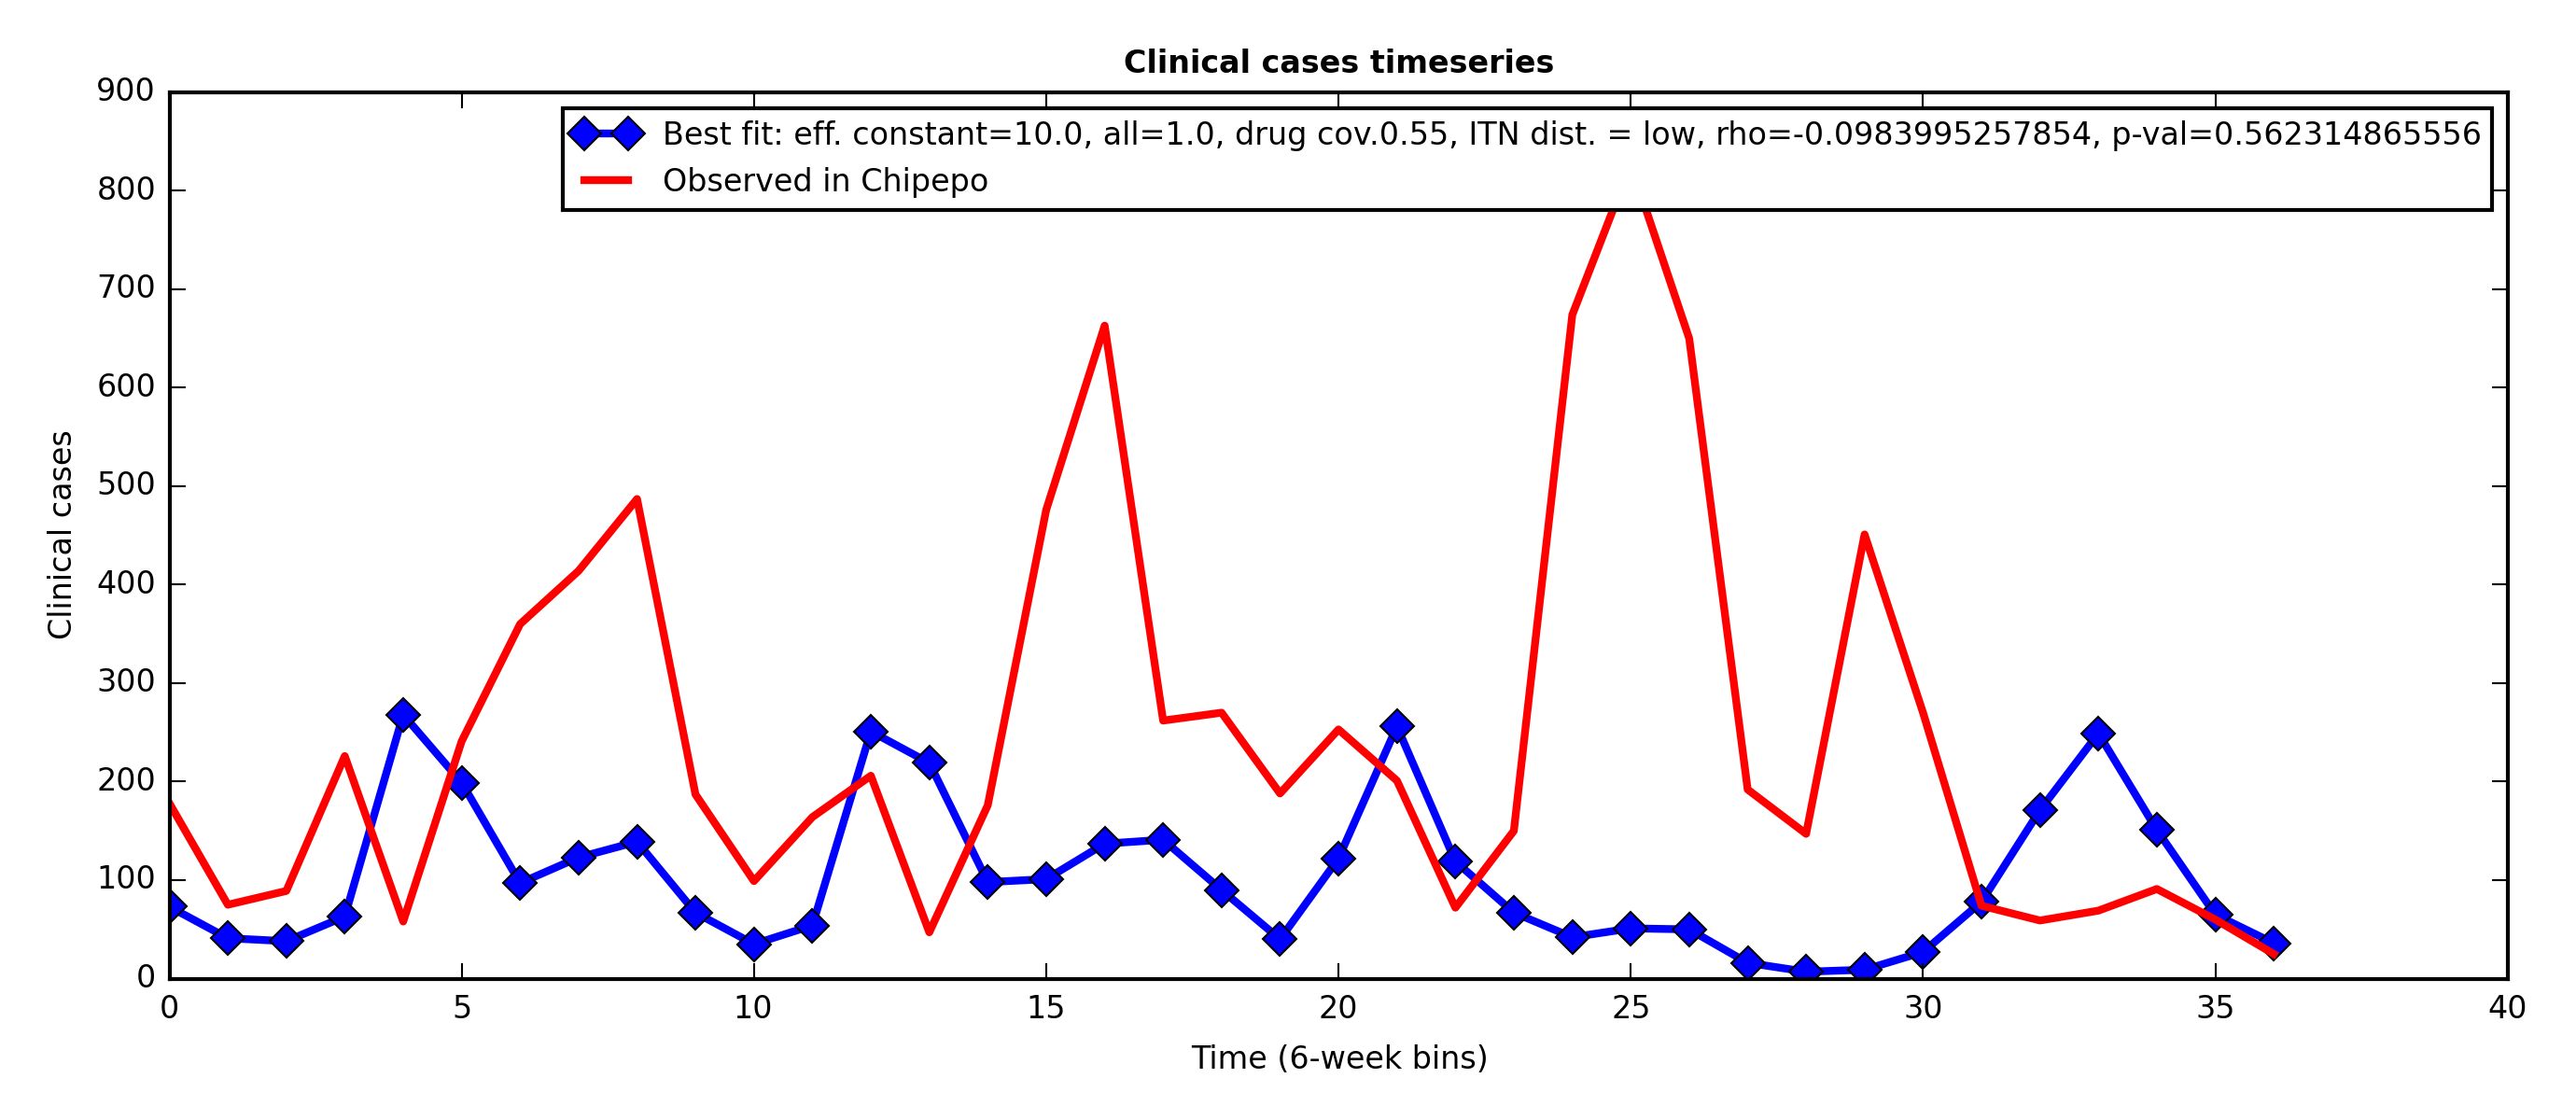 Clinical cases timeseries
900
800
700
600
500
400
300
200
100
0
Clinical cases
Best fit: eff. constant=10.0, all=1.0, drug cov.0.55, ITN dist. = low, rho=-0.0983995257854, p-val=0.562314865556
Observed in Chipepo
0 5 10 15 20 25 30 35 40
Time (6-week bins)